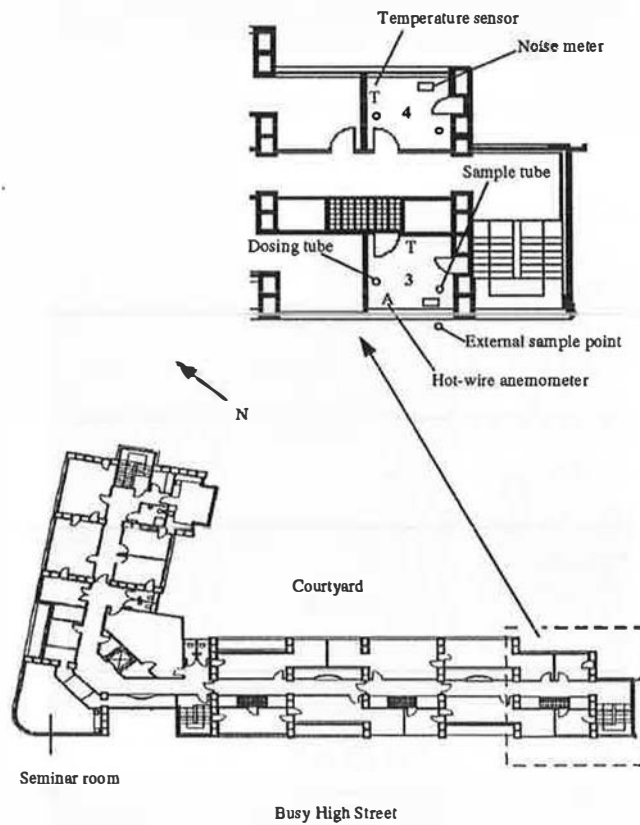 Temperature sensor
Noise meter
T
4
Sample tube
Dosing tube
T
3
A
External sample point
Hot-wire anemometer
N
Courtyard
Seminar room
Busy High Street